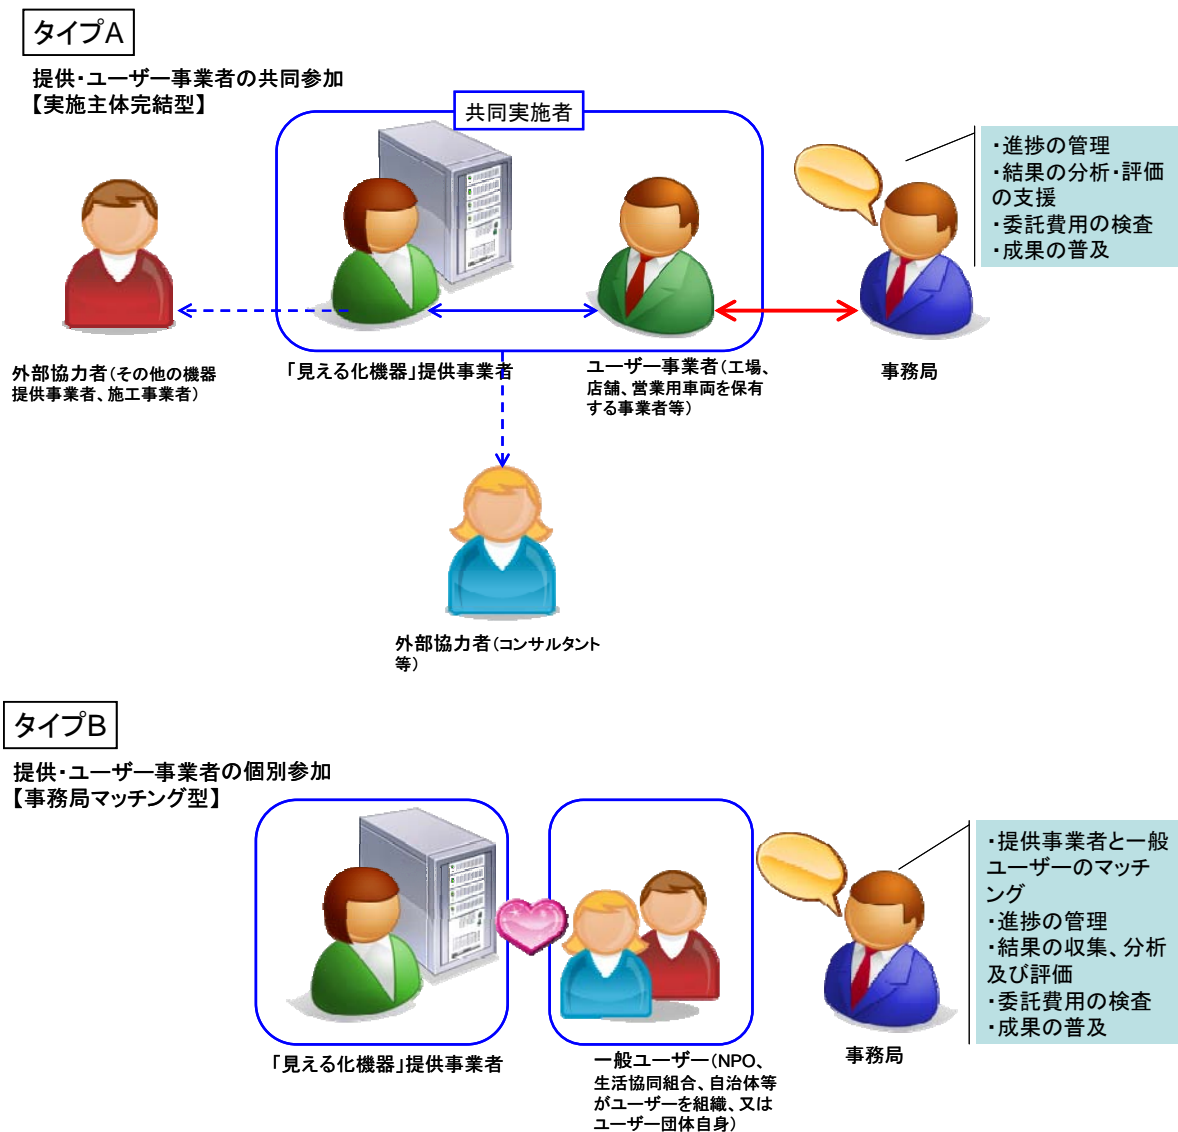 タイプA
提供・ユーザー事業者の共同参加
【実施主体完結型】
共同実施者
・進捗の管理
・結果の分析・評価
の支援
・委託費用の検査
・成果の普及
外部協力者（その他の機器
提供事業者、施工事業者）
「見える化機器」提供事業者
ユーザー事業者（工場、
店舗、営業用車両を保有
する事業者等）
事務局
外部協力者（コンサルタント
等）
タイプB
提供・ユーザー事業者の個別参加
【事務局マッチング型】
・提供事業者と一般
ユーザーのマッチ
ング
・進捗の管理
・結果の収集、分析
及び評価
・委託費用の検査
・成果の普及
「見える化機器」提供事業者
一般ユーザー（NPO、
生活協同組合、自治体等
がユーザーを組織、又は
ユーザー団体自身）
事務局